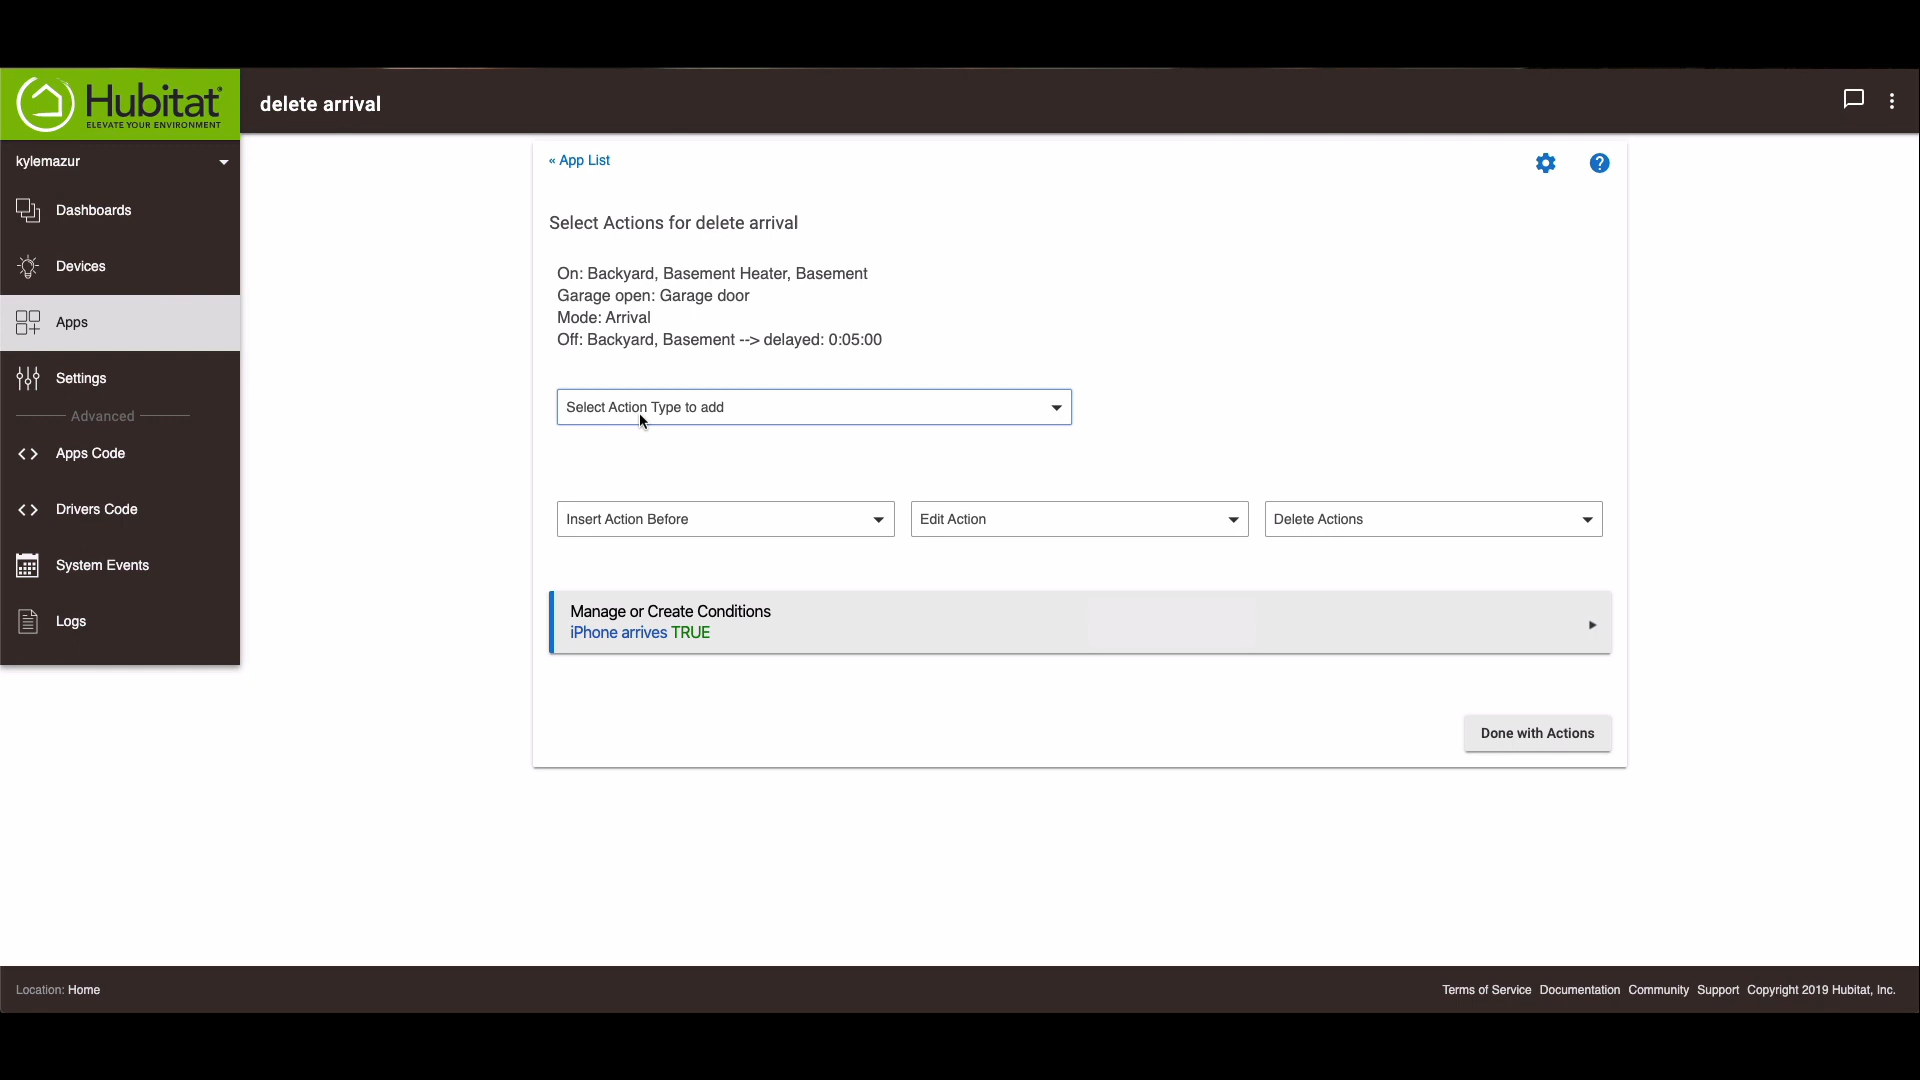 Hubitat
ELEVATE YOUR ENVIRONMENT
delete arrival
kylemazur
Dashboards
Devices
Apps
Settings
Advanced
Apps Code
Drivers Code
System Events
Logs
« App List
Select Actions for delete arrival
On: Backyard, Basement Heater, Basement
Garage open: Garage door
Mode: Arrival
Off: Backyard, Basement --> delayed: 0:05:00
Select Action Type to add
Insert Action Before
Edit Action
Delete Actions
Manage or Create Conditions
iPhone arrives TRUE
Done with Actions
Location: Home
Terms of Service Documentation Community Support Copyright 2019 Hubitat, Inc.